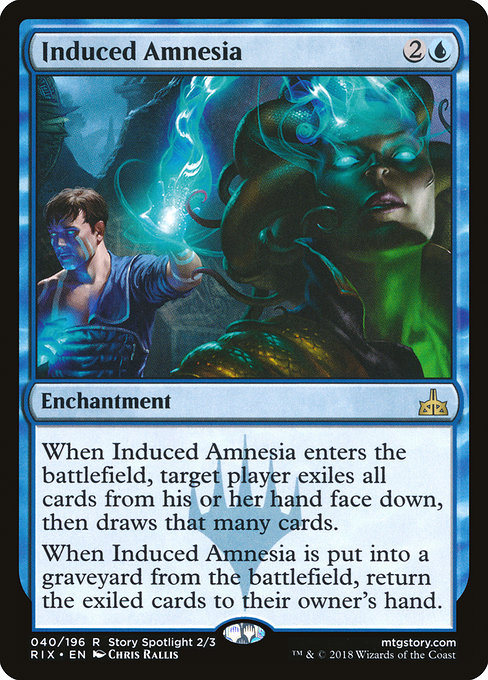 Induced Amnesia 2
Enchantment
When Induced Amnesia enters the
battlefield, target player exiles all
cards from his or her hand face down,
then draws that many cards.
When Induced Amnesia is put into a
graveyard from the battlefield, return
the exiled cards to their owner's hand.
040/196 R Story Spotlight 2/3 mtgstory.com
RIX • EN Chris Rallis ™ & © 2018 Wizards of the Coast